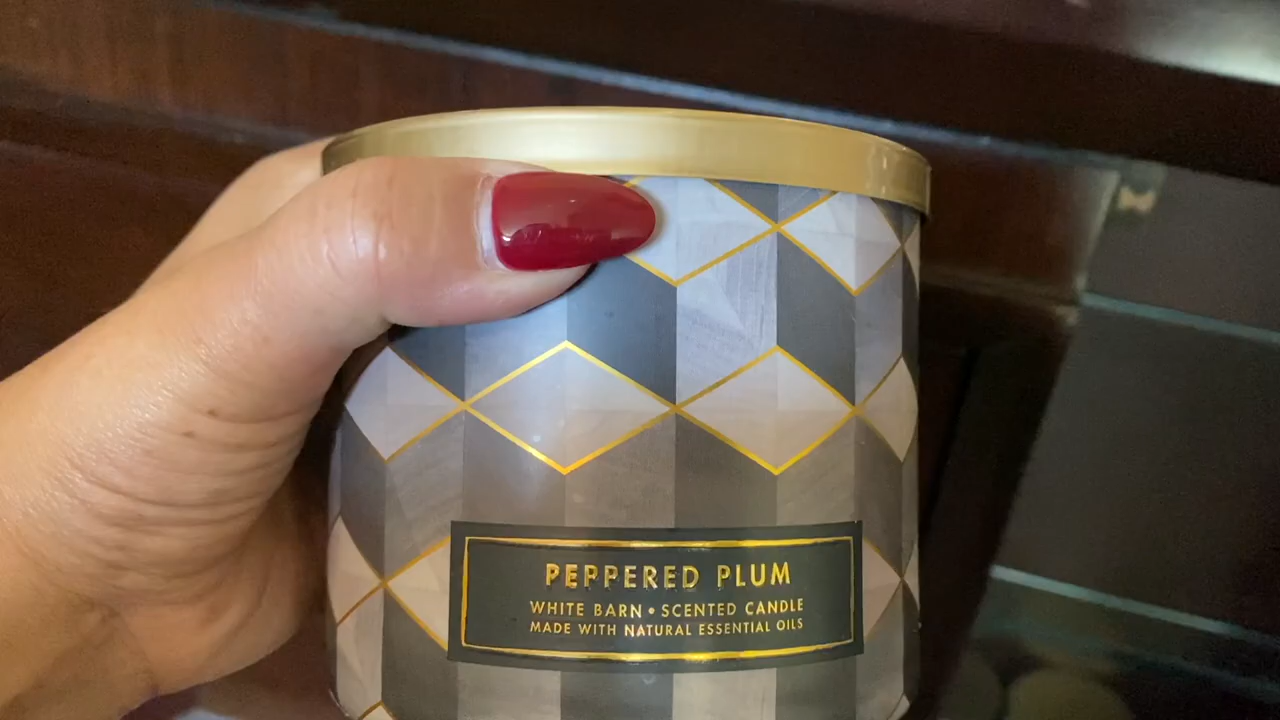 PEPPERED PLUM
WHITE BARN • SCENTED CANDLE
MADE WITH NATURAL ESSENTIAL OILS